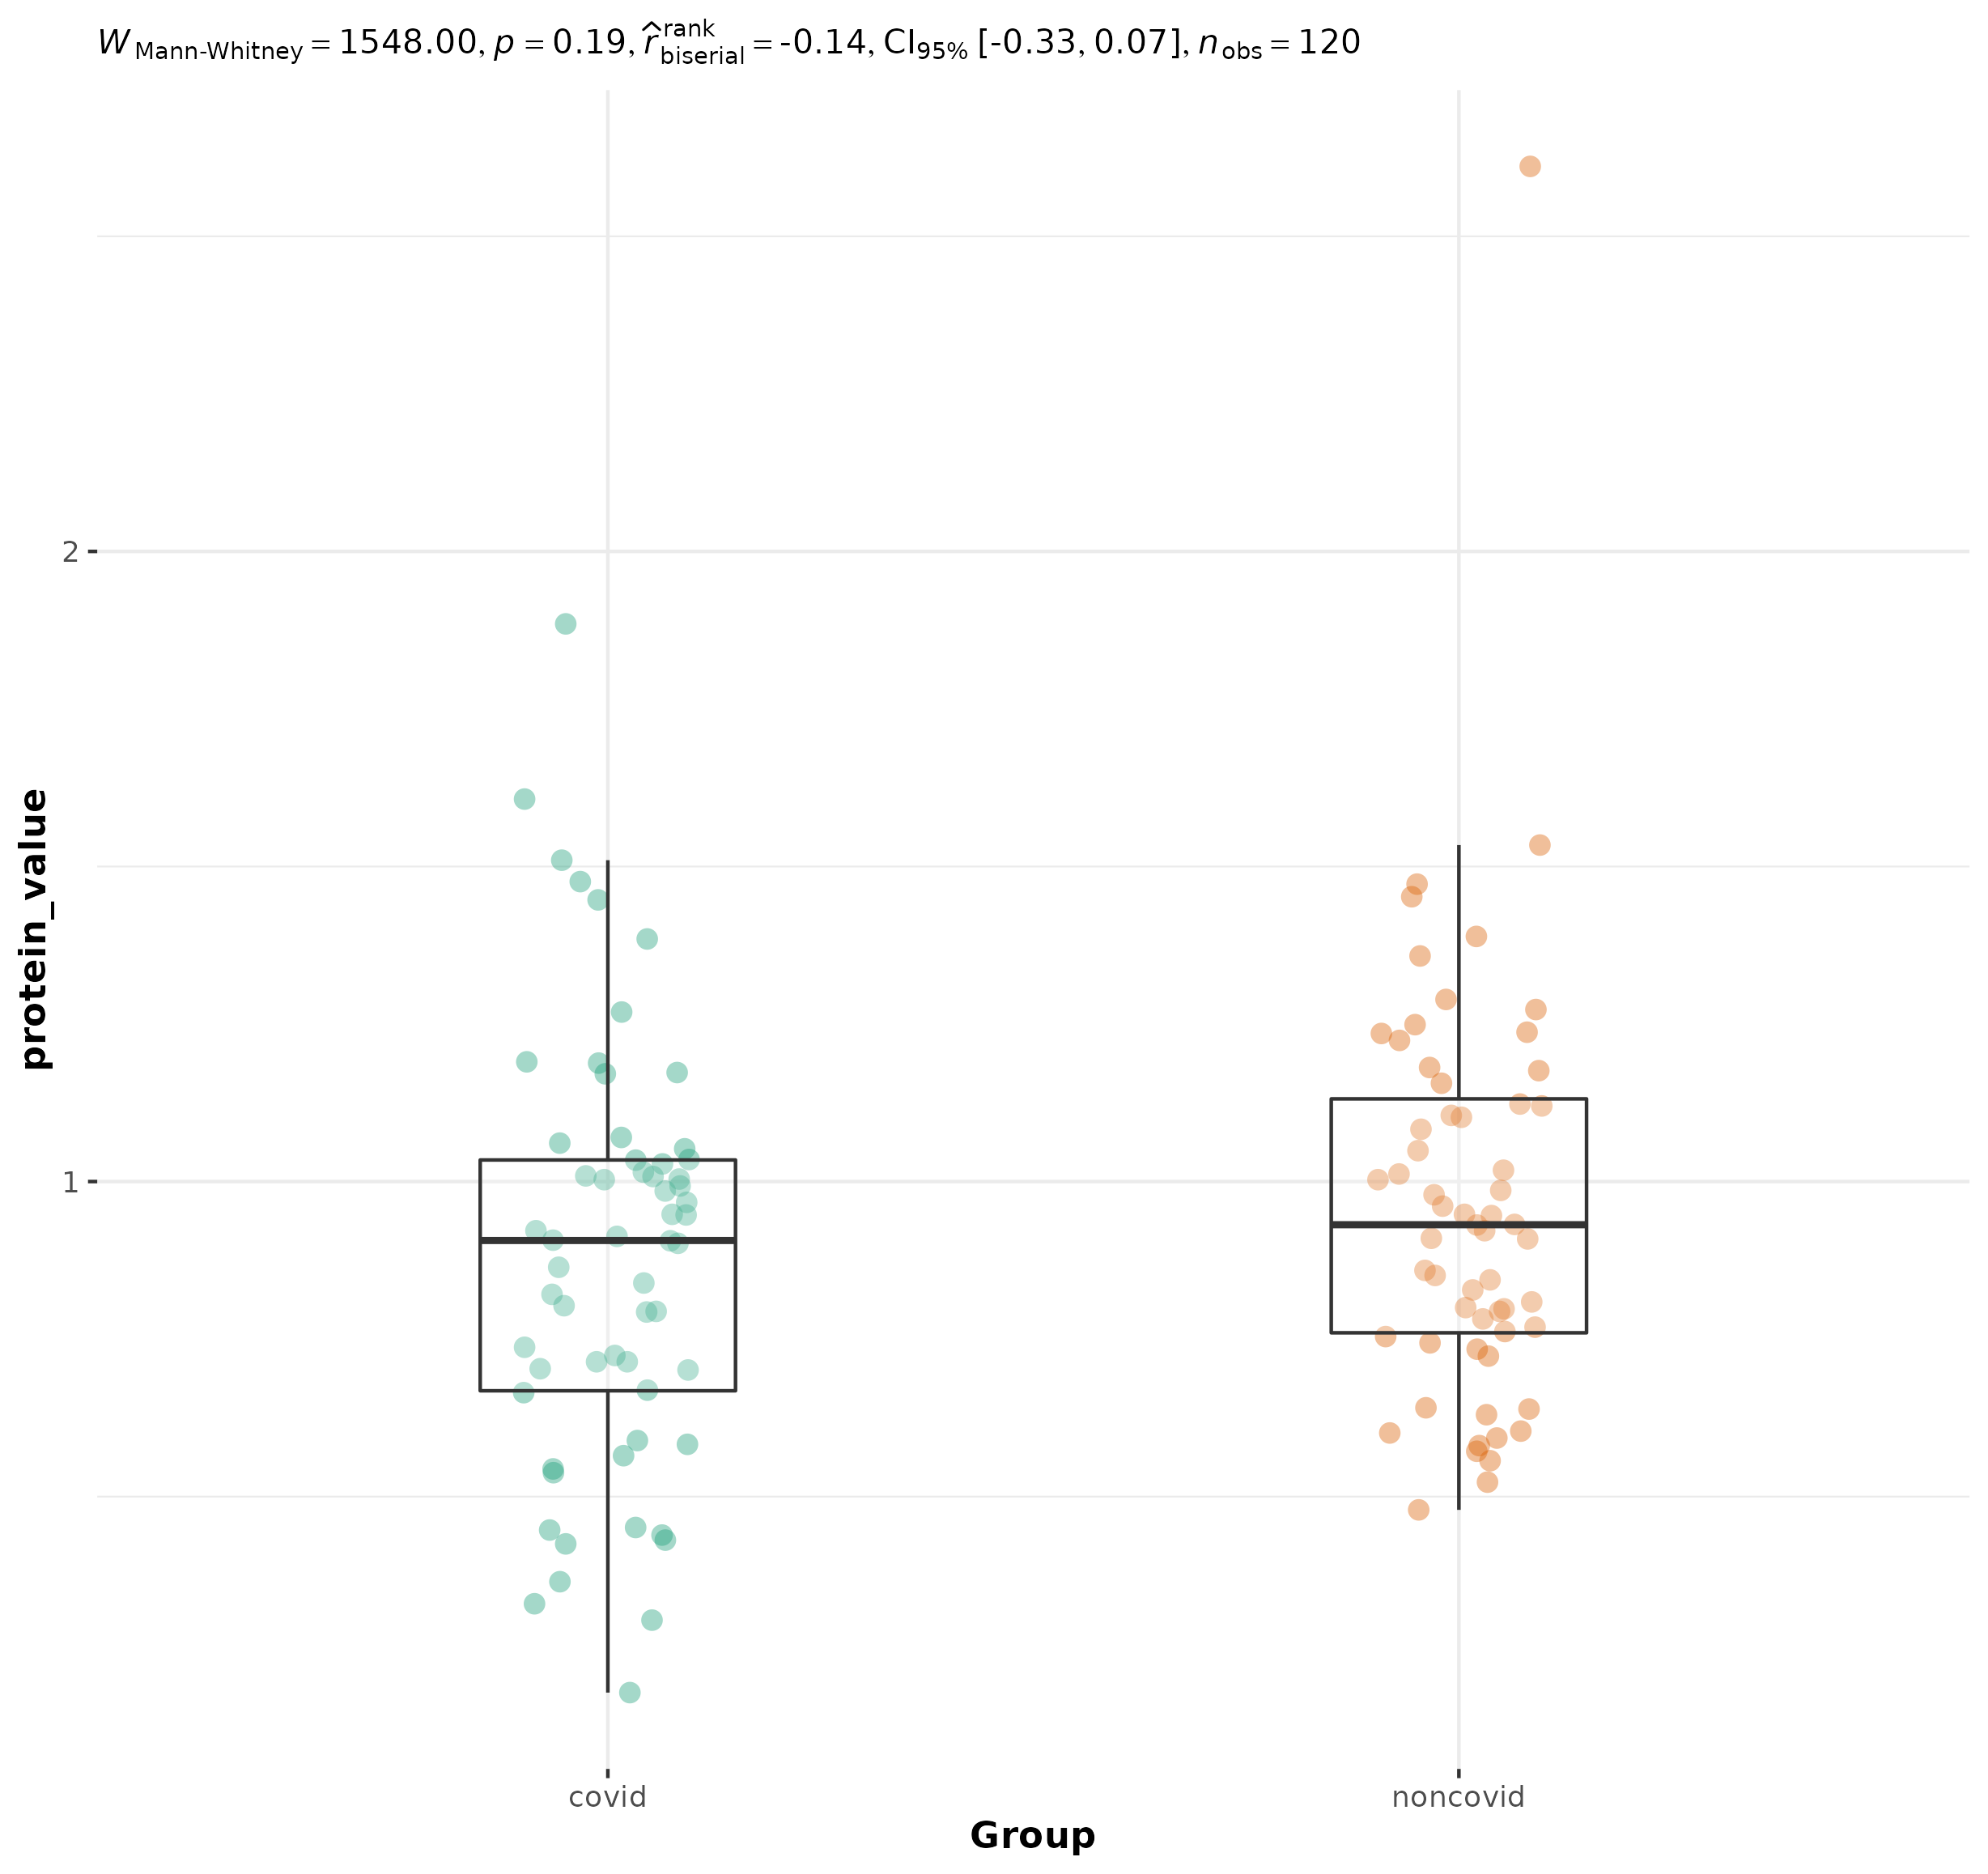 W Mann-Whitney = 1548.00, p = 0.19, r̂ rank biserial = -0.14, CI95% [-0.33, 0.07], nobs = 120
protein_value
2
1
covid noncovid
Group